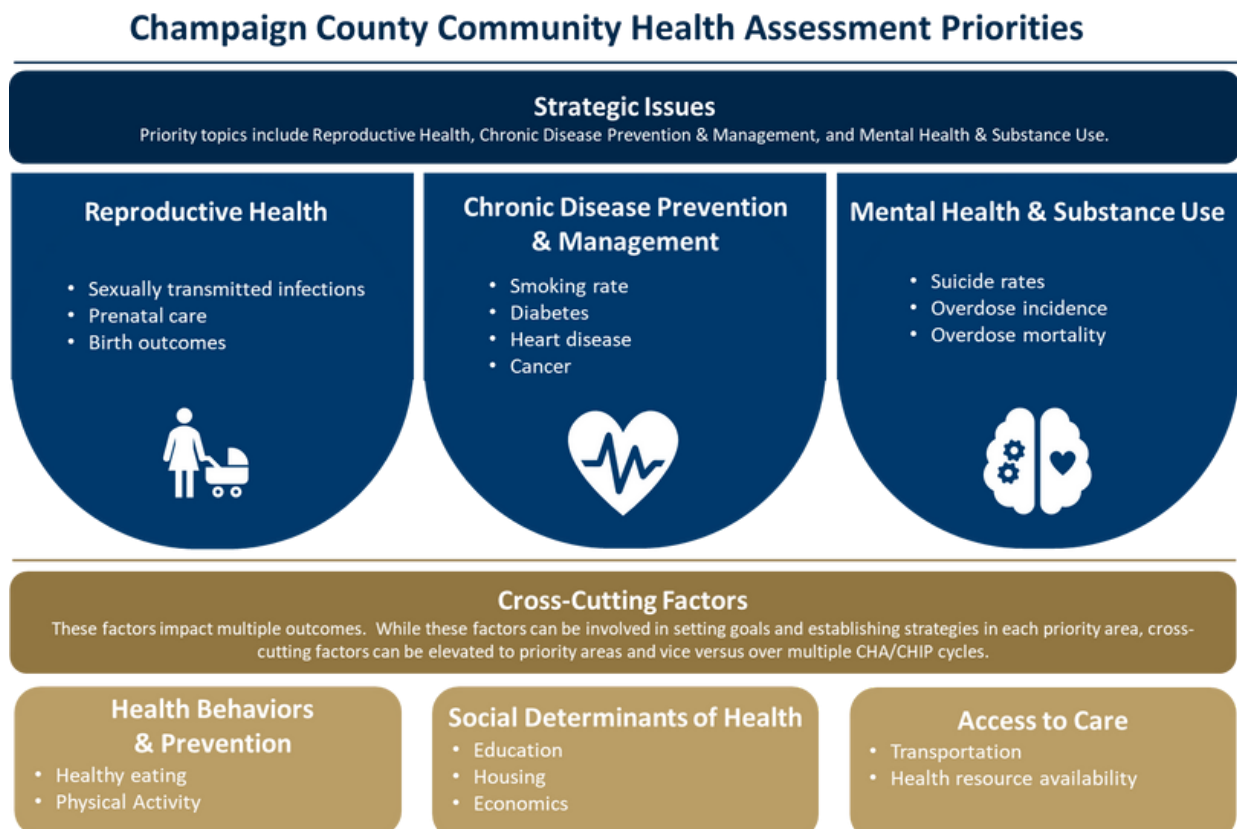 Champaign County Community Health Assessment Priorities
Strategic Issues
Priority topics include Reproductive Health, Chronic Disease Prevention & Management, and Mental Health & Substance Use.
Reproductive Health
• Sexually transmitted infections
• Prenatal care
• Birth outcomes
Chronic Disease Prevention
& Management
• Smoking rate
• Diabetes
• Heart disease
• Cancer
Mental Health & Substance Use
• Suicide rates
• Overdose incidence
• Overdose mortality
Cross-Cutting Factors
These factors impact multiple outcomes.  While these factors can be involved in setting goals and establishing strategies in each priority area, cross-
cutting factors can be elevated to priority areas and vice versus over multiple CHA/CHIP cycles.
Health Behaviors
& Prevention
• Healthy eating
• Physical Activity
Social Determinants of Health
• Education
• Housing
• Economics
Access to Care
• Transportation
• Health resource availability